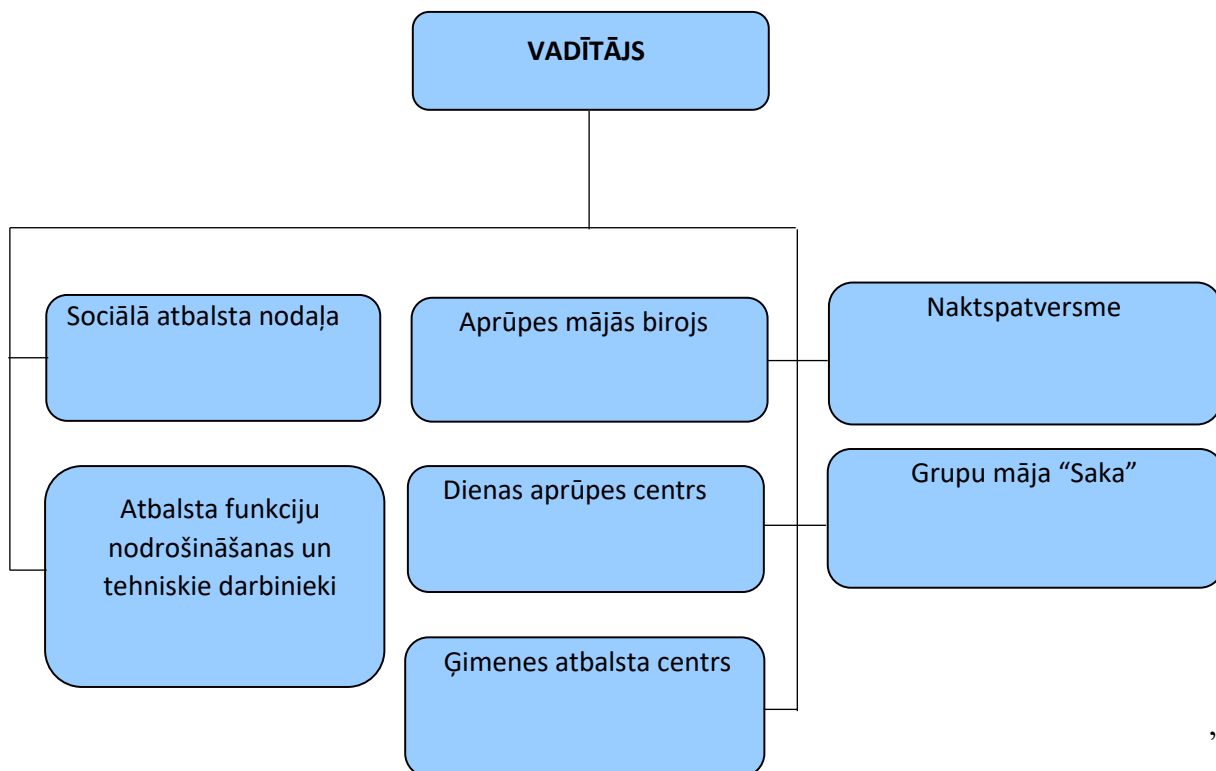 VADĪTĀJS
Sociālā atbalsta nodaļa
Aprūpes mājās birojs
Naktspatversme
Atbalsta funkciju
nodrošināšanas un
tehniskie darbinieki
Dienas aprūpes centrs
Grupu māja “Saka”
Ģimenes atbalsta centrs
,